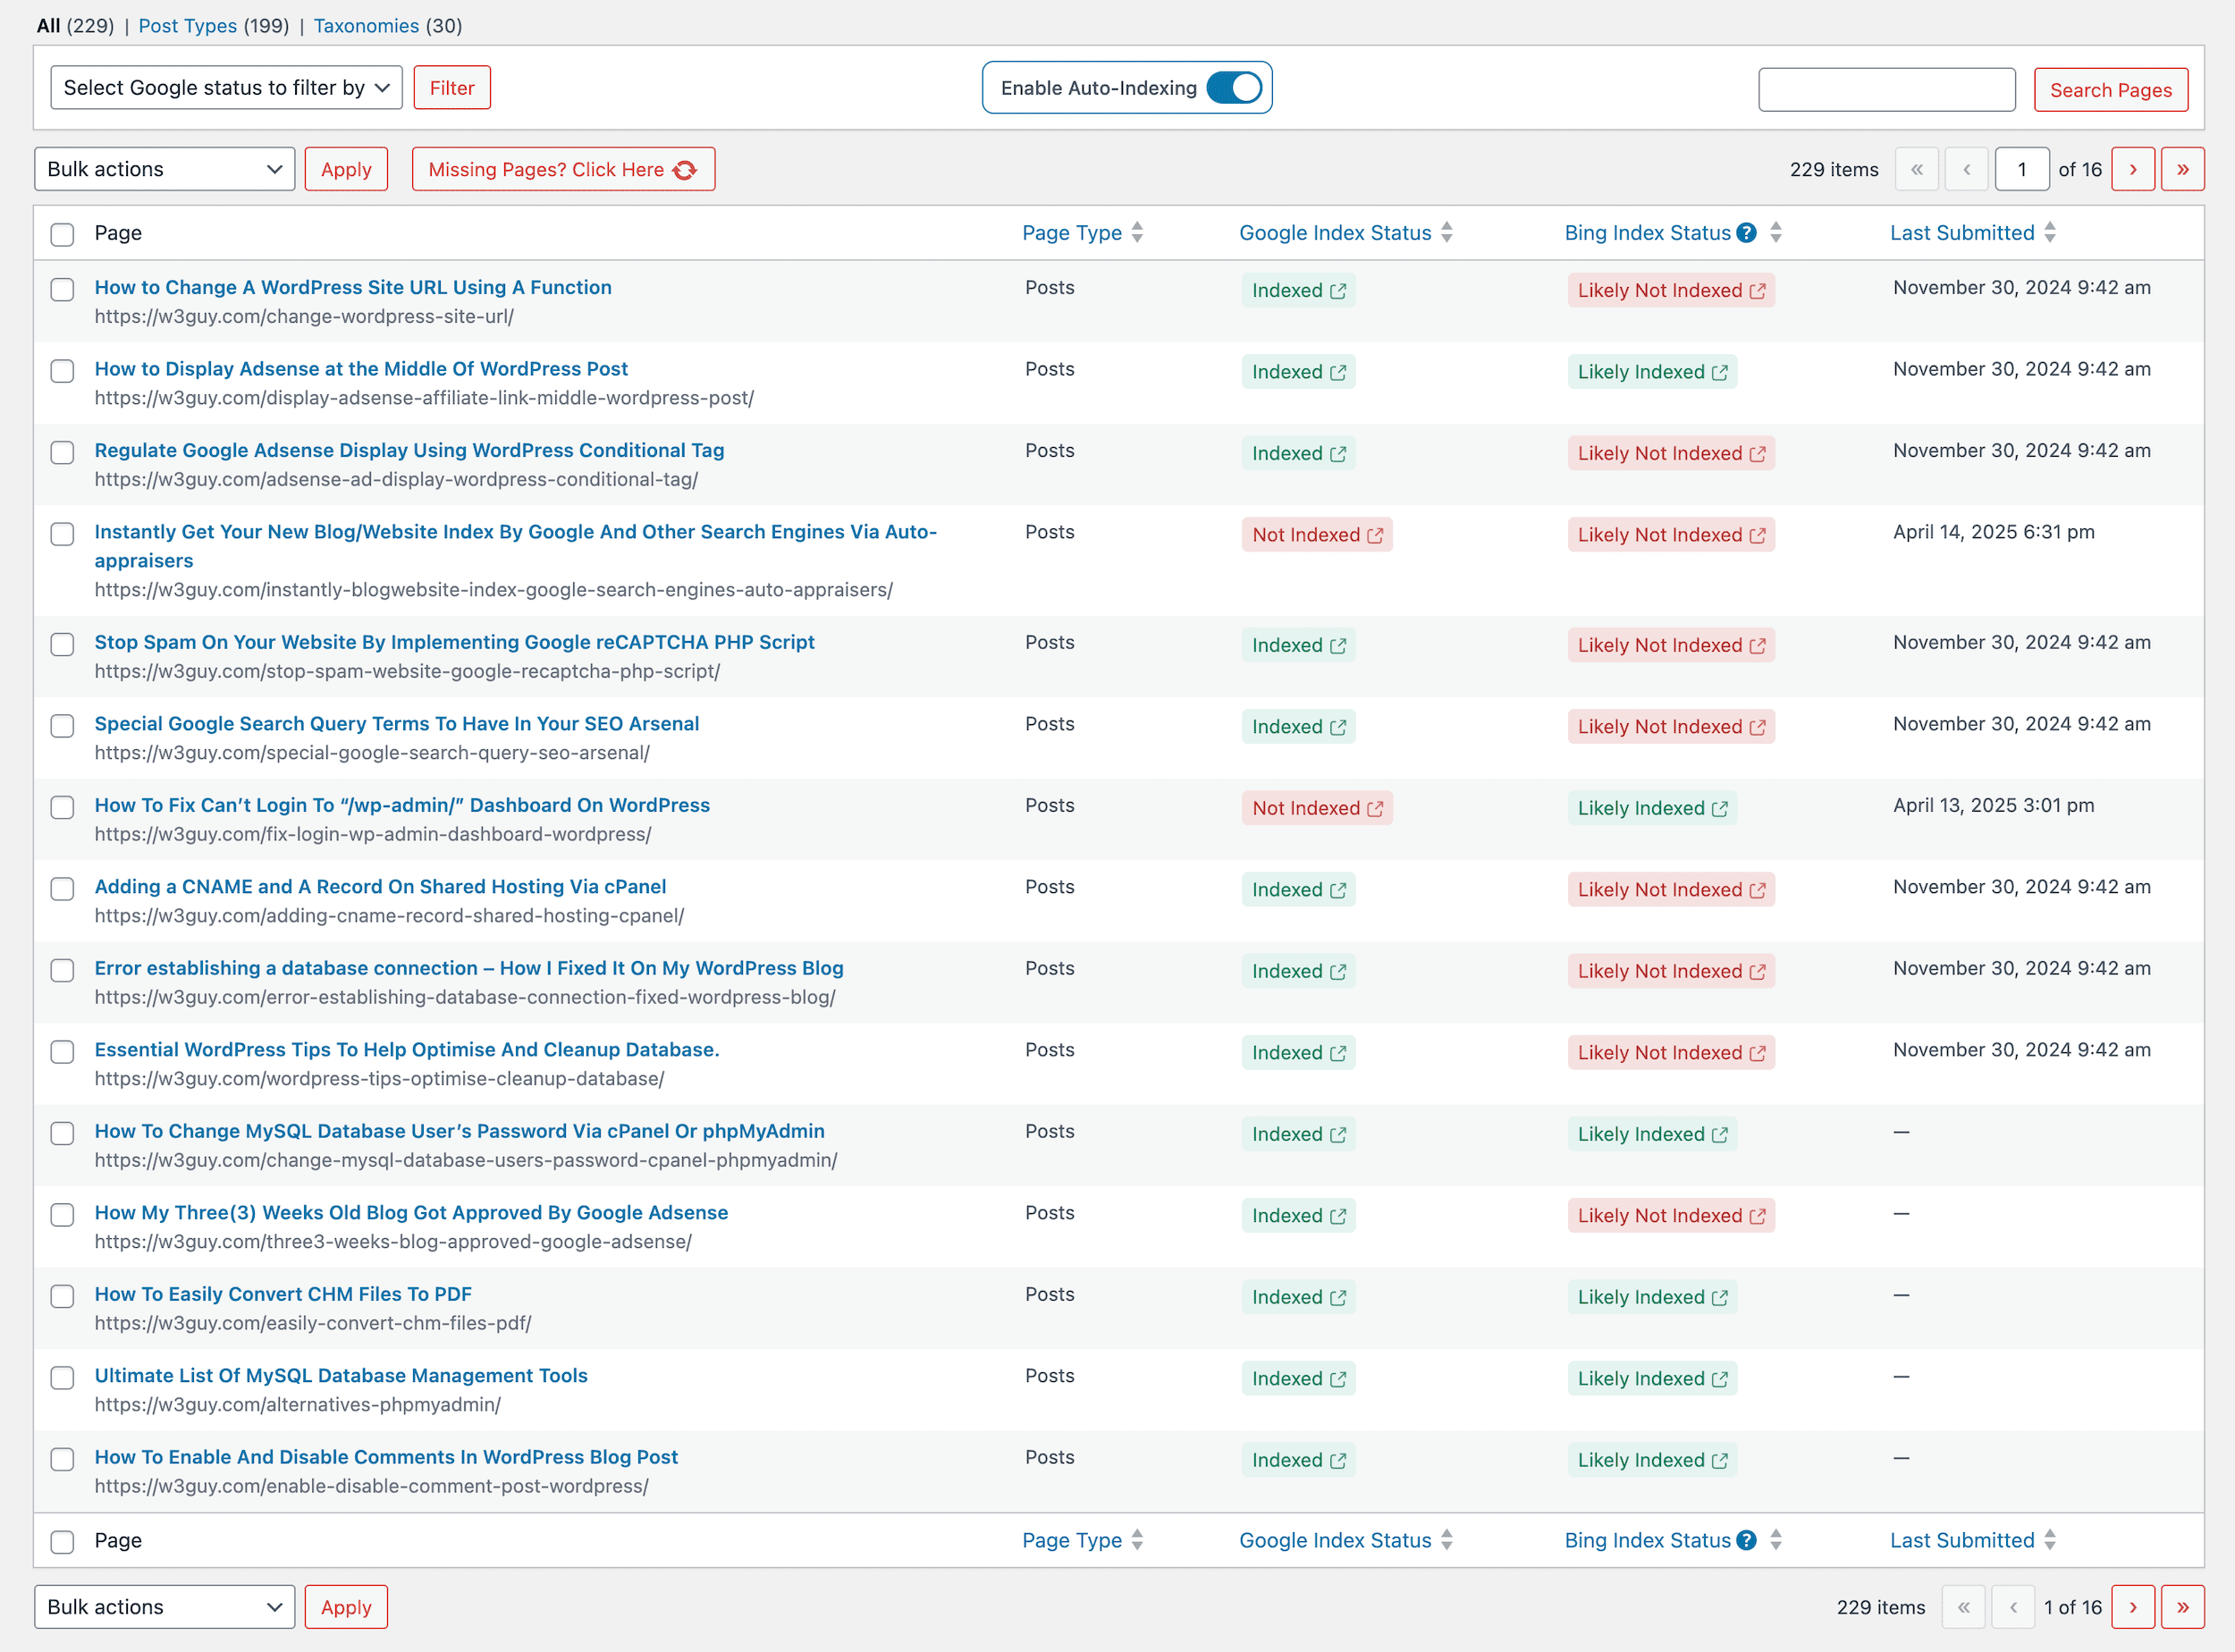 All (229) | Post Types (199) | Taxonomies (30)
Select Google status to filter by Filter Enable Auto-Indexing Search Pages
Bulk actions Apply Missing Pages? Click Here 229 items « ‹ 1 of 16 › »
Page Page Type Google Index Status Bing Index Status ? Last Submitted
How to Change A WordPress Site URL Using A Function Posts Indexed Likely Not Indexed November 30, 2024 9:42 am
https://w3guy.com/change-wordpress-site-url/
How to Display Adsense at the Middle Of WordPress Post Posts Indexed Likely Indexed November 30, 2024 9:42 am
https://w3guy.com/display-adsense-affiliate-link-middle-wordpress-post/
Regulate Google Adsense Display Using WordPress Conditional Tag Posts Indexed Likely Not Indexed November 30, 2024 9:42 am
https://w3guy.com/adsense-ad-display-wordpress-conditional-tag/
Instantly Get Your New Blog/Website Index By Google And Other Search Engines Via Auto- Posts Not Indexed Likely Not Indexed April 14, 2025 6:31 pm
appraisers
https://w3guy.com/instantly-blogwebsite-index-google-search-engines-auto-appraisers/
Stop Spam On Your Website By Implementing Google reCAPTCHA PHP Script Posts Indexed Likely Not Indexed November 30, 2024 9:42 am
https://w3guy.com/stop-spam-website-google-recaptcha-php-script/
Special Google Search Query Terms To Have In Your SEO Arsenal Posts Indexed Likely Not Indexed November 30, 2024 9:42 am
https://w3guy.com/special-google-search-query-seo-arsenal/
How To Fix Can’t Login To “/wp-admin/” Dashboard On WordPress Posts Not Indexed Likely Indexed April 13, 2025 3:01 pm
https://w3guy.com/fix-login-wp-admin-dashboard-wordpress/
Adding a CNAME and A Record On Shared Hosting Via cPanel Posts Indexed Likely Not Indexed November 30, 2024 9:42 am
https://w3guy.com/adding-cname-record-shared-hosting-cpanel/
Error establishing a database connection – How I Fixed It On My WordPress Blog Posts Indexed Likely Not Indexed November 30, 2024 9:42 am
https://w3guy.com/error-establishing-database-connection-fixed-wordpress-blog/
Essential WordPress Tips To Help Optimise And Cleanup Database. Posts Indexed Likely Not Indexed November 30, 2024 9:42 am
https://w3guy.com/wordpress-tips-optimise-cleanup-database/
How To Change MySQL Database User’s Password Via cPanel Or phpMyAdmin Posts Indexed Likely Indexed —
https://w3guy.com/change-mysql-database-users-password-cpanel-phpmyadmin/
How My Three(3) Weeks Old Blog Got Approved By Google Adsense Posts Indexed Likely Not Indexed —
https://w3guy.com/three3-weeks-blog-approved-google-adsense/
How To Easily Convert CHM Files To PDF Posts Indexed Likely Indexed —
https://w3guy.com/easily-convert-chm-files-pdf/
Ultimate List Of MySQL Database Management Tools Posts Indexed Likely Indexed —
https://w3guy.com/alternatives-phpmyadmin/
How To Enable And Disable Comments In WordPress Blog Post Posts Indexed Likely Indexed —
https://w3guy.com/enable-disable-comment-post-wordpress/
Page Page Type Google Index Status Bing Index Status ? Last Submitted
Bulk actions Apply 229 items « ‹ 1 of 16 › »